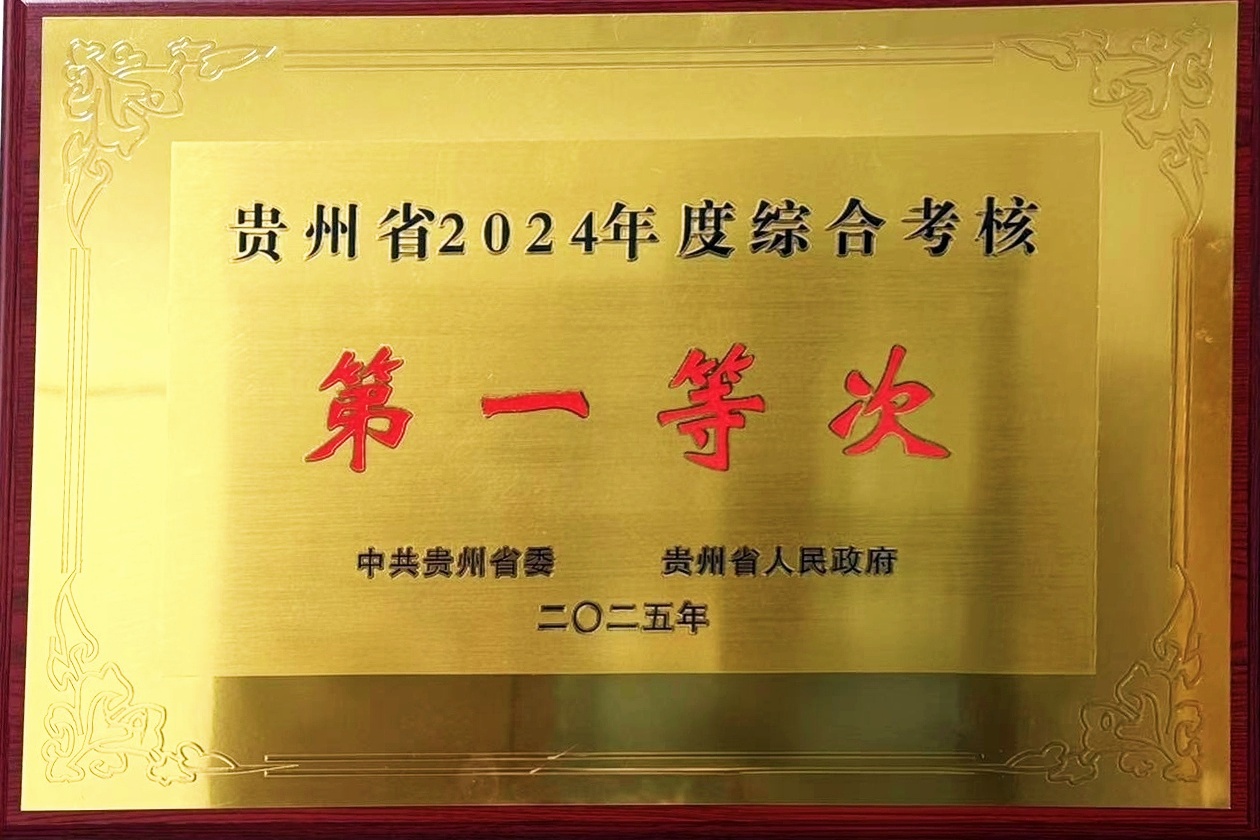 贵州省2024年度综合考核
第一等次
中共贵州省委 贵州省人民政府
二〇二五年